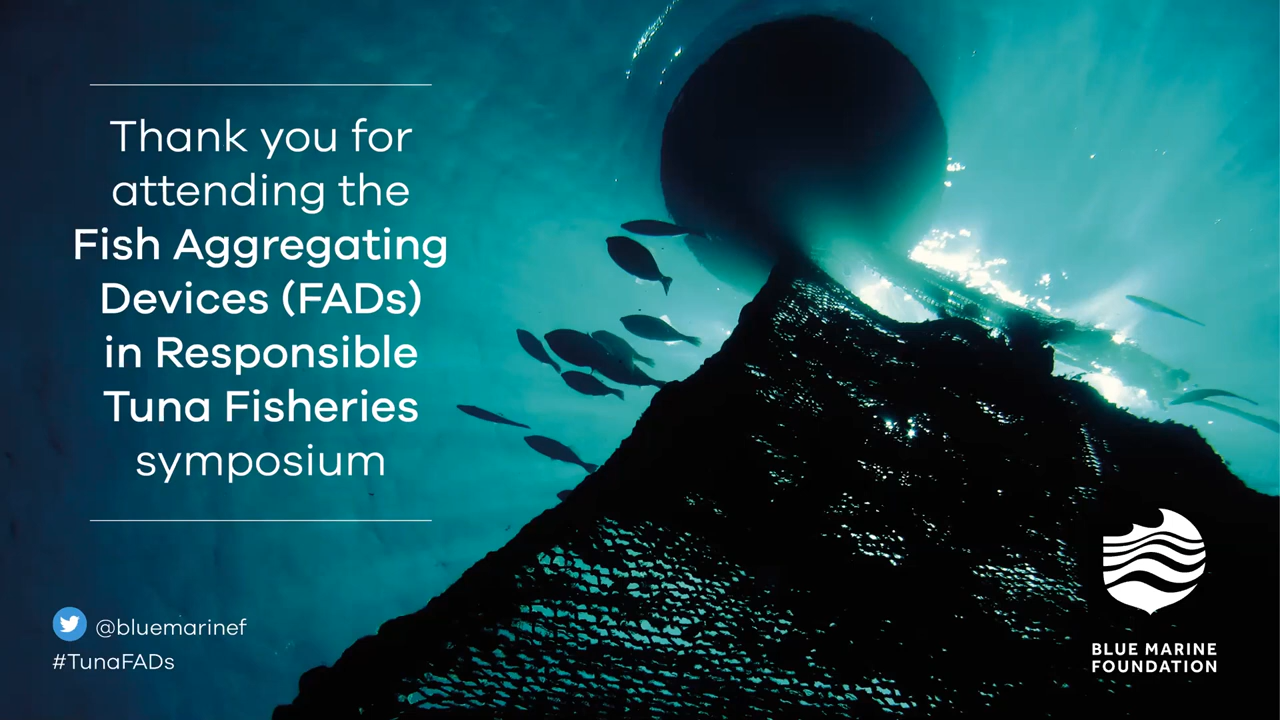 Thank you for
attending the
Fish Aggregating
Devices (FADs)
in Responsible
Tuna Fisheries
symposium
@bluemarinef
#TunaFADs
BLUE MARINE
FOUNDATION